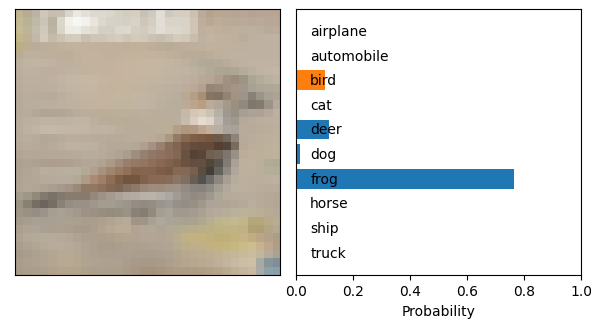 airplane
automobile
bird
cat
deer
dog
frog
horse
ship
truck
0.0 0.2 0.4 0.6 0.8 1.0
Probability